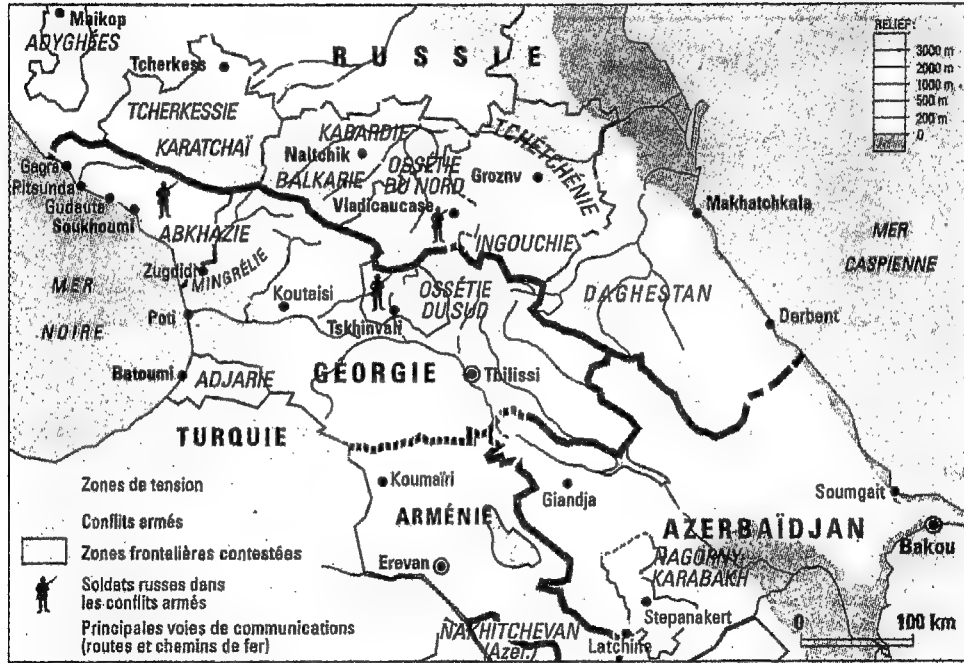 Maikop
ADYGHÉES
RUSSIE
RELIEF:
3000 m
2000 m
1000 m
500 m
200 m
0
Tcherkess
TCHERKESSIE
KARATCHAÏ
KABARDIE
Naltchik
BALKARIE
OSSÉTIE
DU NORD
TCHÉTCHÉNIE
Groznv
Vladicaucase
Gagra
Pitsunda
Gudauta
Soukhoumi
ABKHAZIE
INGOUCHIE
Makhatchkala
MER
CASPIENNE
Zugdidi
MINGRÉLIE
MER
NOIRE
Koutaisi
OSSÉTIE
DU SUD
DAGHESTAN
Poti
Tskhinvali
Derbent
Batoumi
ADJARIE
GÉORGIE
Tbilissi
TURQUIE
Zones de tension
Koumaïri
Giandja
Soumgait
Conflits armés
ARMÉNIE
AZERBAÏDJAN
Bakou
Zones frontalières contestées
Erevan
NAGORNY
KARABAKH
Soldats russes dans
les conflits armés
Stepanakert
0 100 km
Principales voies de communications
(routes et chemins de fer)
NAKHITCHEVAN
(Azer.)
Latchine